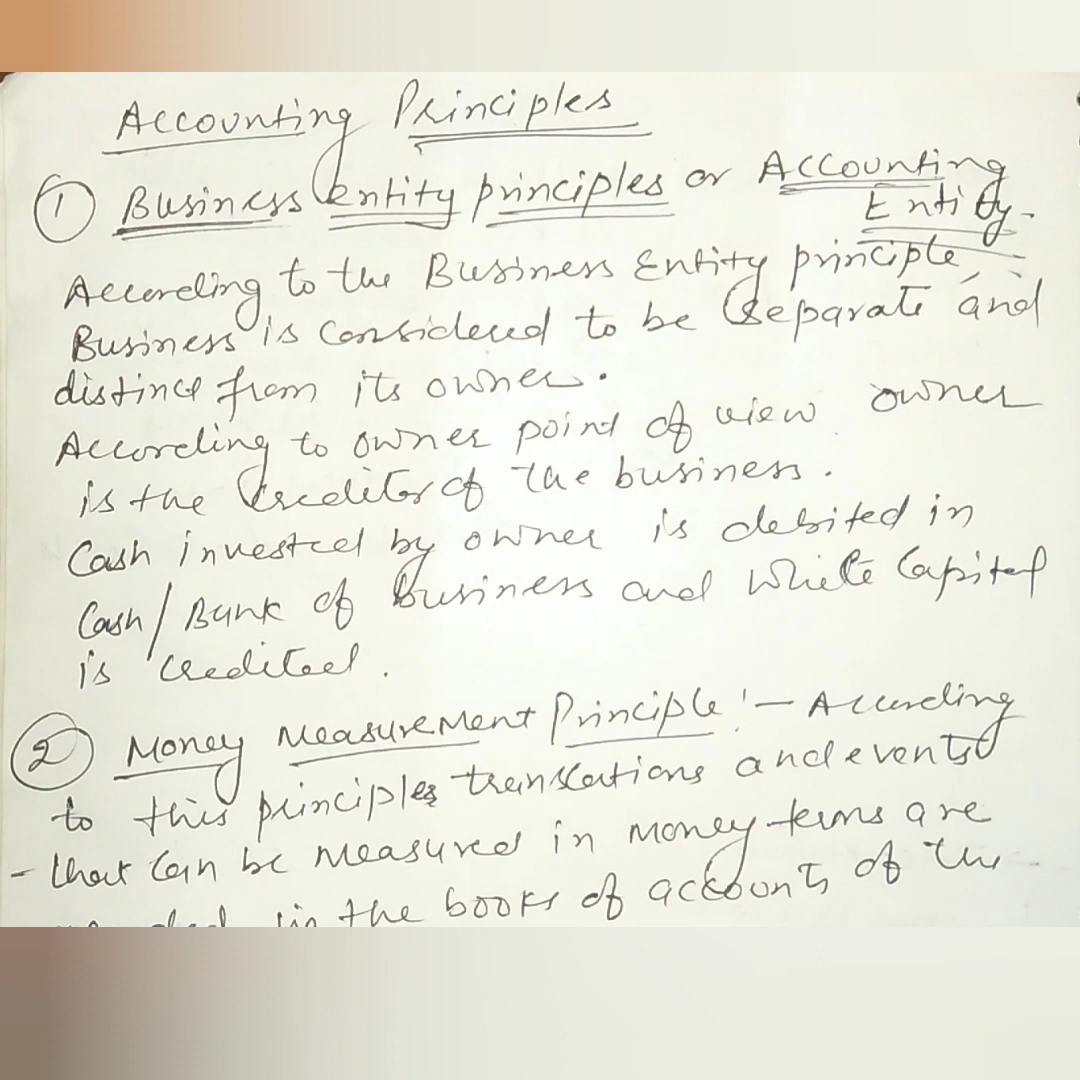 Accounting Principles
① Business entity principles or Accounting
Entity.
According to the Business Entity principle,
Business is considered to be separate and
distinct from its owner.
According to owner point of view owner
is the creditor of the business.
Cash invested by owner is debited in
Cash/Bank of business and while Capital
is credited.
② Money Measurement Principle :- According
to this principles transcations and events
- that can be measured in money terms are
in the books of accounts of the